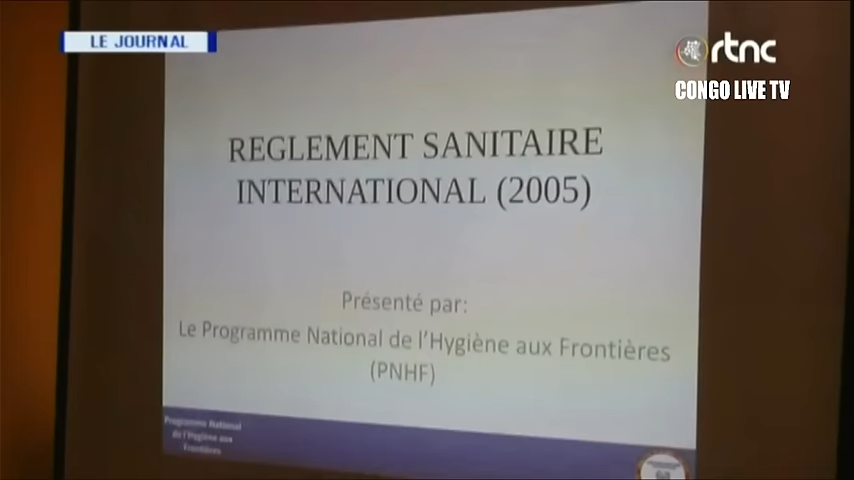 LE JOURNAL
rtnc
CONGO LIVE TV
REGLEMENT SANITAIRE
INTERNATIONAL (2005)
Présenté par:
Le Programme National de l'Hygiène aux Frontières
(PNHF)
Programme National
de l'Hygiène aux
Frontières